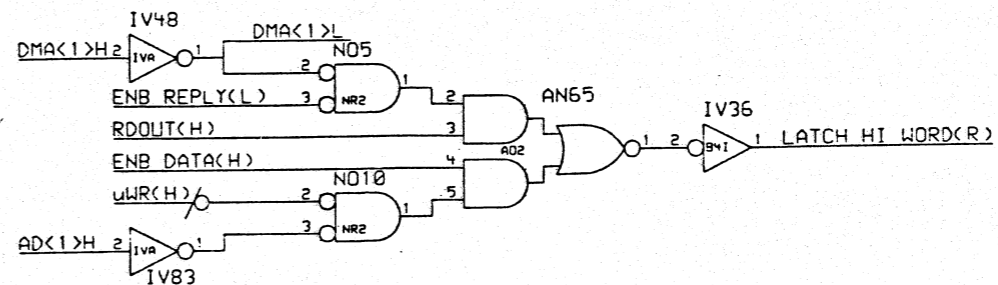 IV48
DMA<1>H 2 IVA 1 DMA<1>L
NO5
2 1
ENB REPLY(L) 3 NR2
2 AN65
RDOUT(H) 3 IV36
AO2 1 2 B4I 1 LATCH HI WORD(R)
ENB DATA(H) 4
NO10
uWR(H) 2 1 5
3 NR2
AD<1>H 2 IVA 1
IV83